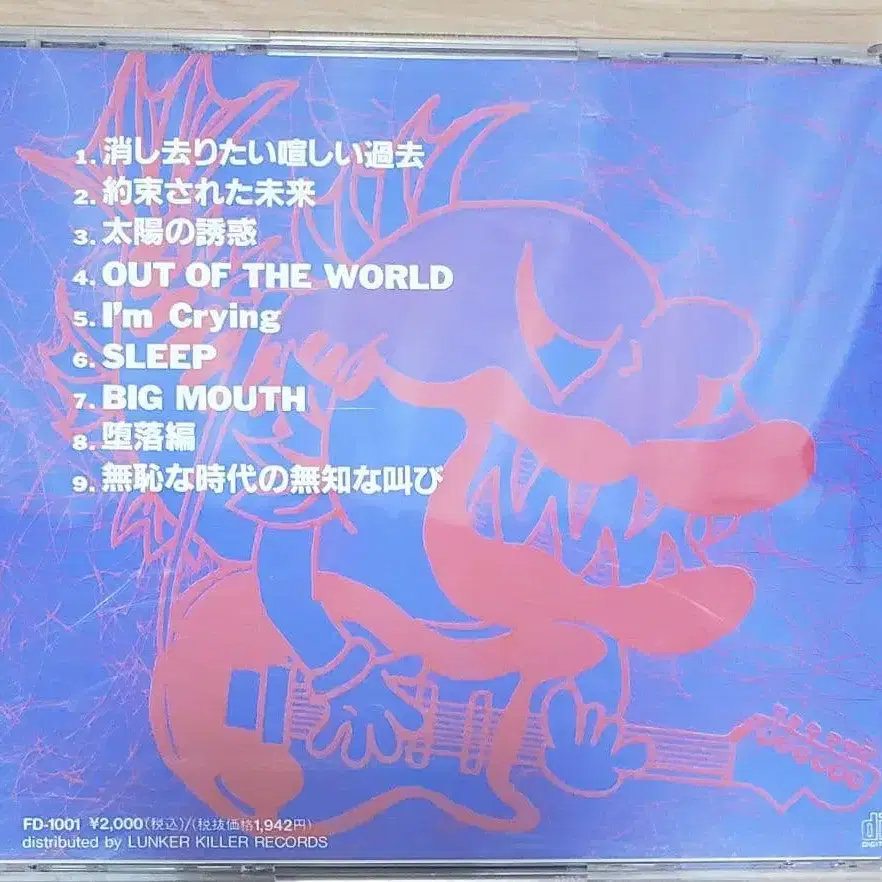 1. 消し去りたい喧しい過去
2. 約束された未来
3. 太陽の誘惑
4. OUT OF THE WORLD
5. I'm Crying
6. SLEEP
7. BIG MOUTH
8.堕落編
9. 無恥な時代の無知な叫び
FD-1001 ¥2,000(税込)/(税抜価格1,942円)
distributed by LUNKER KILLER RECORDS